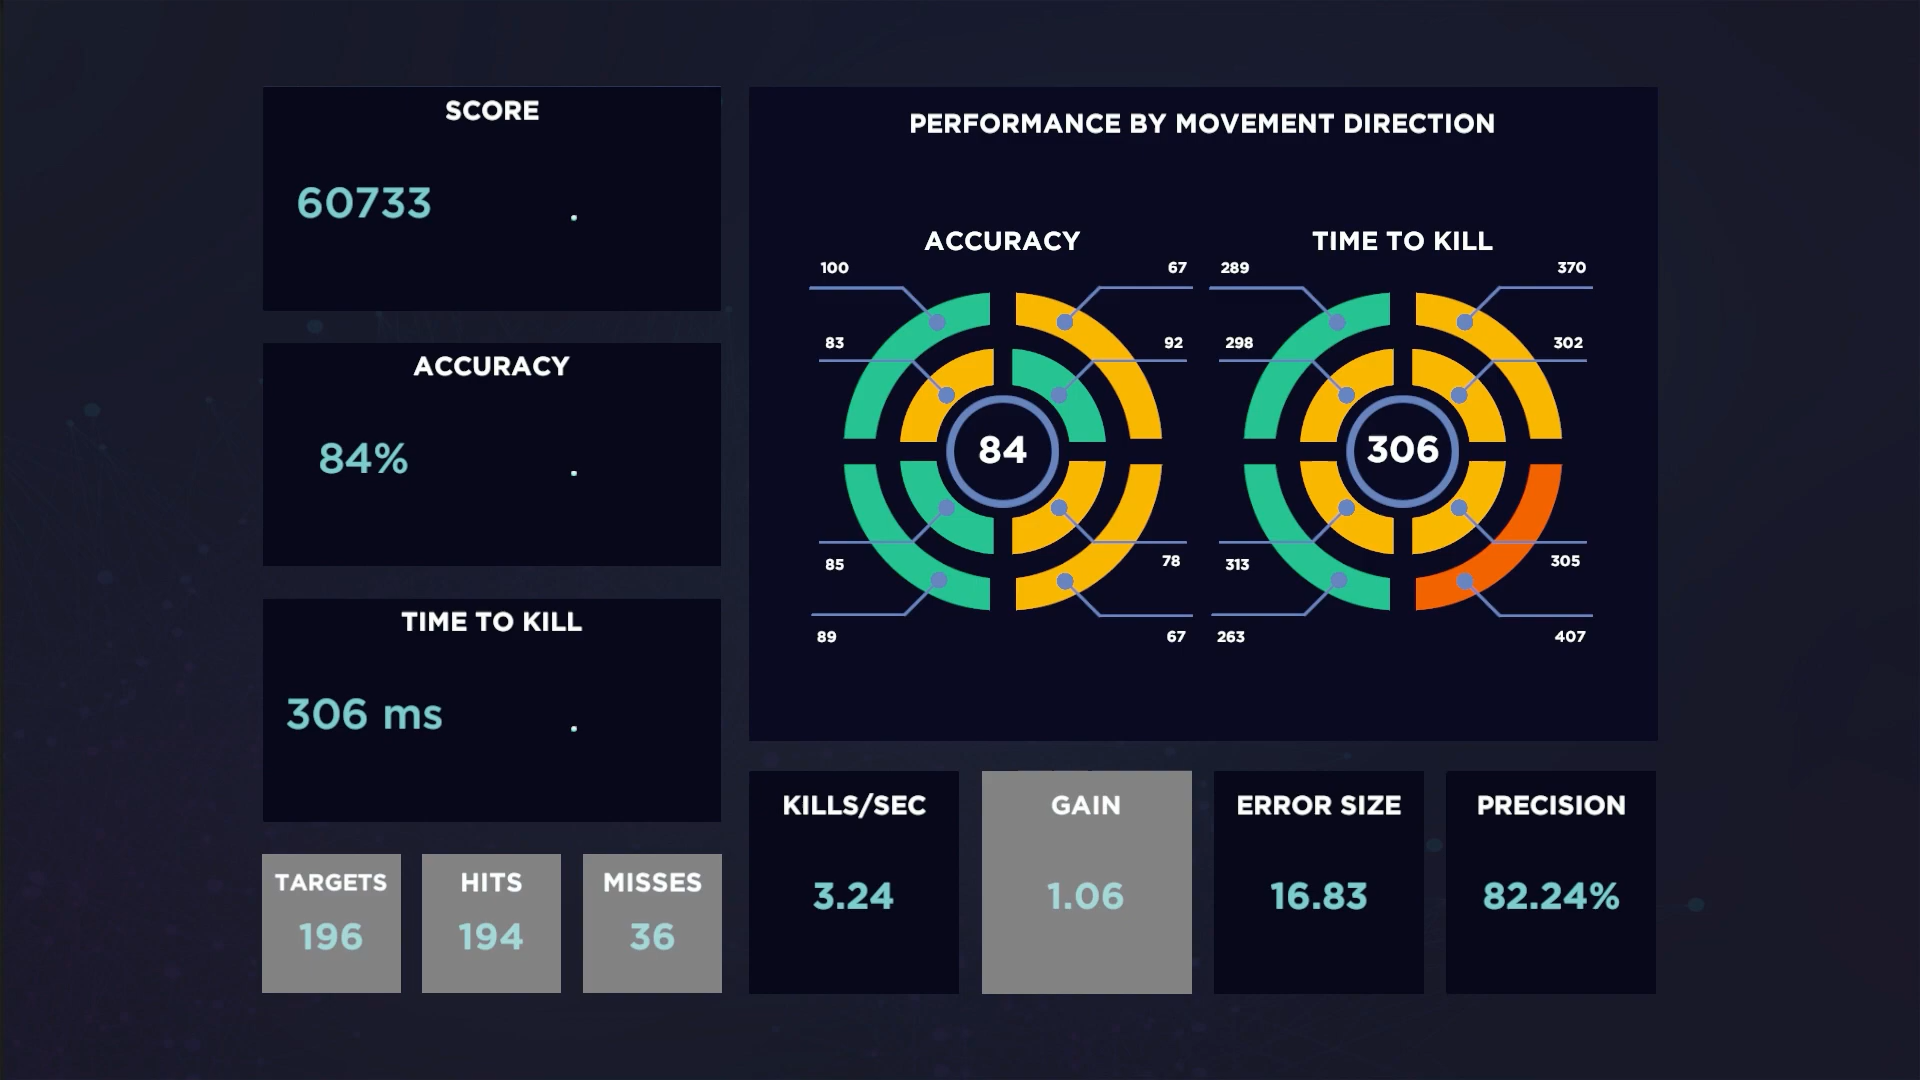 SCORE
60733
.
ACCURACY
84%
.
TIME TO KILL
306 ms
.
TARGETS
196
HITS
194
MISSES
36
PERFORMANCE BY MOVEMENT DIRECTION
ACCURACY
100
67
83
92
84
85
78
89
67
TIME TO KILL
289
370
298
302
306
313
305
263
407
KILLS/SEC
3.24
GAIN
1.06
ERROR SIZE
16.83
PRECISION
82.24%